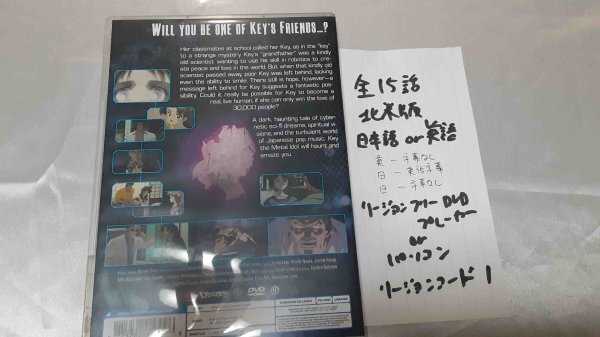 WILL YOU BE ONE OF KEY'S FRIENDS...?
Her classmates at school called her Key, as in the "key"
to a strange mystery. Key's "grandfather" was a kindly
old scientist wanting to use his skill in robotics to cre-
ate peace and love in the world. But when that kindly old
scientist passed away poor Key was left behind, lacking
even the ability to smile. There still is hope, however—a
message left behind for Key suggests a fantastic pos-
sibility. Could it really be possible for Key to become a
real, live human, if she can only win the love of
30,000 people?
A dark, haunting tale of cyber-
netic sci-fi dreams, spiritual vi-
sions, and the turbulent world
of Japanese pop music, Key
the Metal Idol will haunt and
amaze you.
DVD
全15話
北米版
日本語 or 英語
英 — 字幕なし
日 — 英語字幕
日 — 字幕なし
リージョンフリーDVD
プレーヤー
or
パソコン
リージョンコード 1